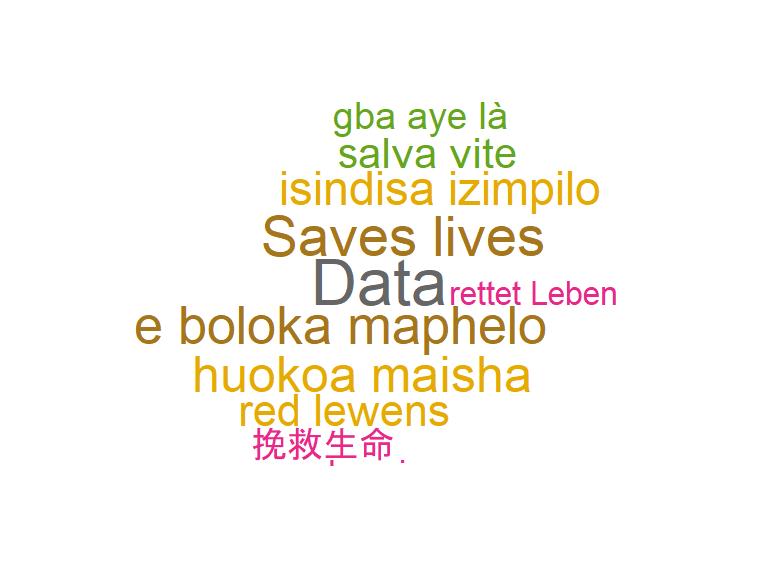 gba aye là
salva vite
isindisa izimpilo
Saves lives
Data
rettet Leben
e boloka maphelo
huokoa maisha
red lewens
挽救生命